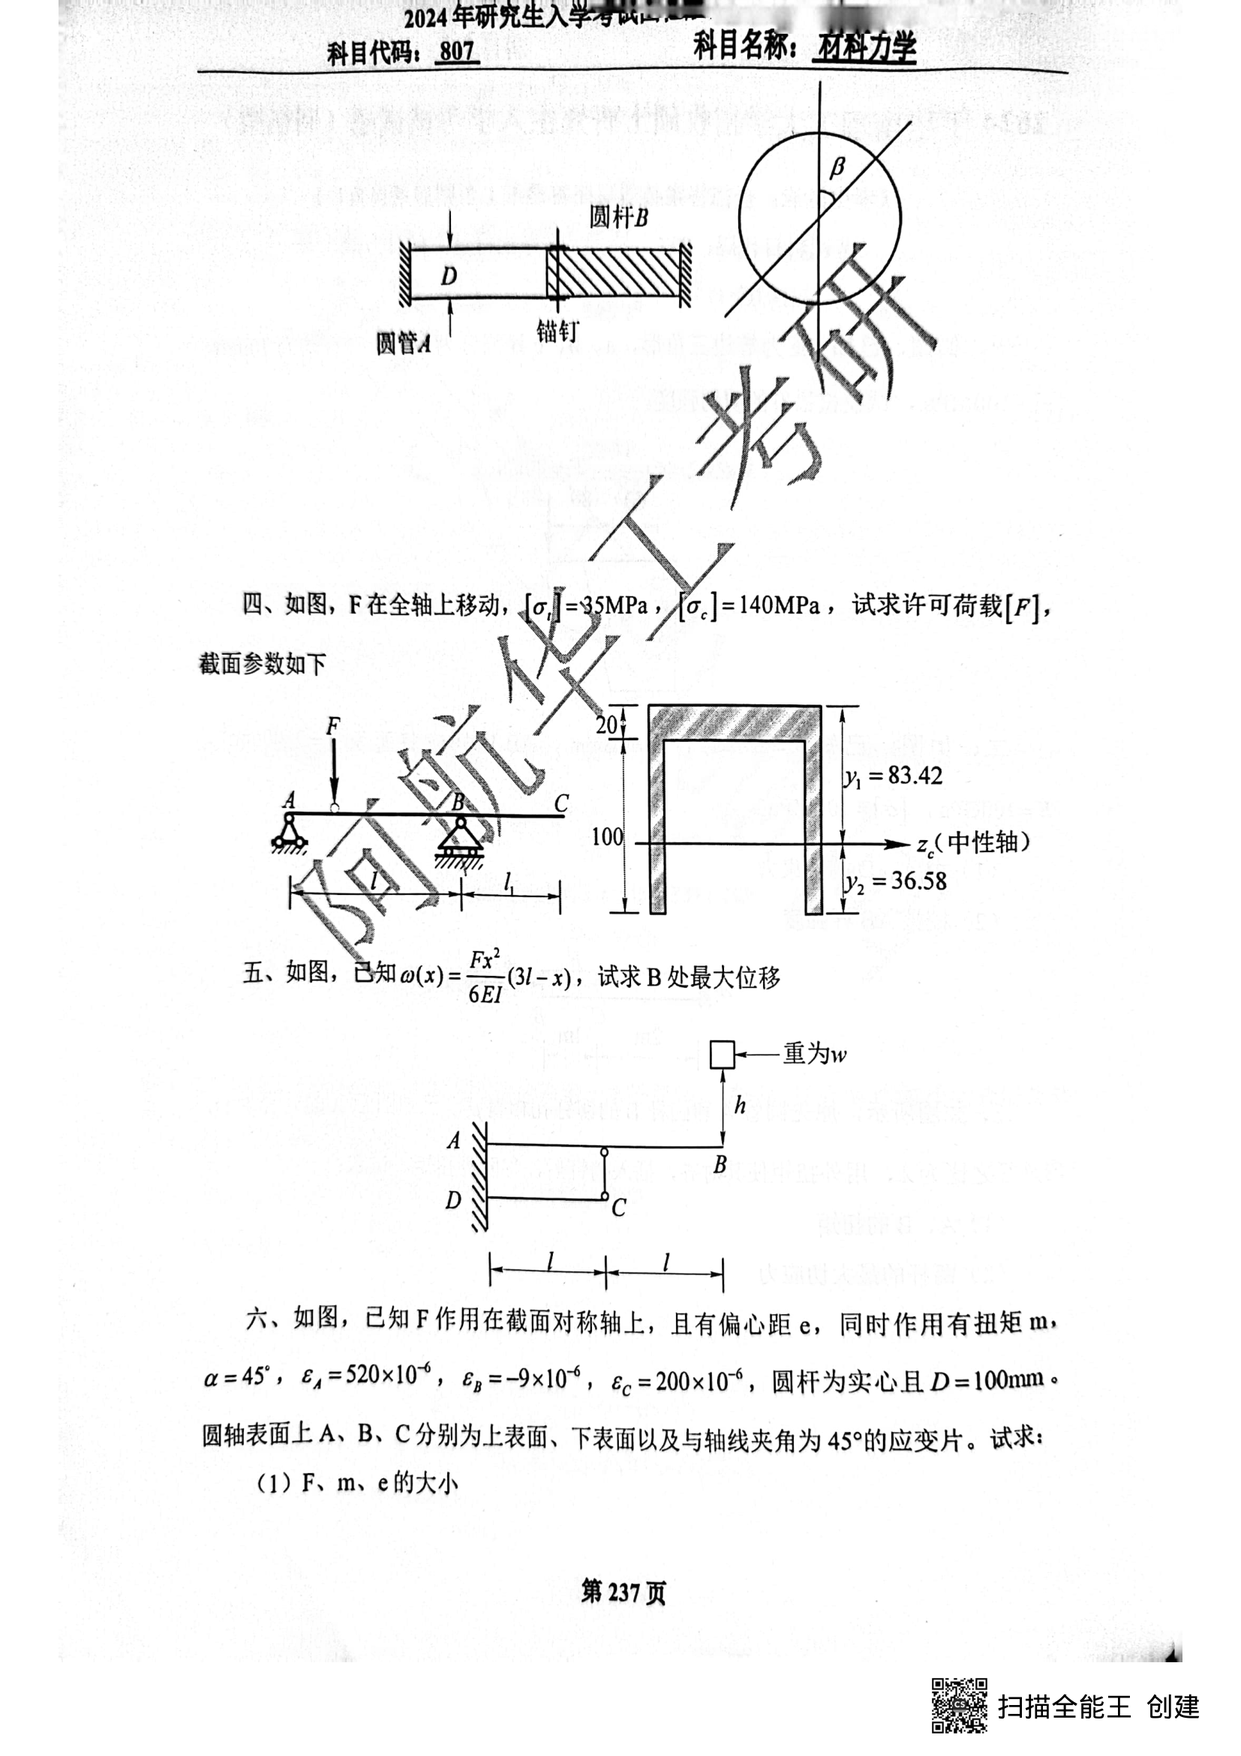 2024年研究生入学考试
科目代码：807 科目名称：材料力学
β
圆杆B
D
锚钉
圆管A
四、如图，F在全轴上移动，[σt]=35MPa，[σc]=140MPa，试求许可荷载[F]，
截面参数如下
F
A B C
l l1
20
100
y1 = 83.42
zc(中性轴)
y2 = 36.58
五、如图，已知ω(x)=Fx²/6EI(3l-x)，试求B处最大位移
重为w
h
A
B
D
C
l l
六、如图，已知F作用在截面对称轴上，且有偏心距e，同时作用有扭矩m，
α=45°，εA=520×10⁻⁶，εB=-9×10⁻⁶，εC=200×10⁻⁶，圆杆为实心且D=100mm。
圆轴表面上A、B、C分别为上表面、下表面以及与轴线夹角为45°的应变片。试求：
（1）F、m、e的大小
第237页
阿航华工考研
扫描全能王 创建